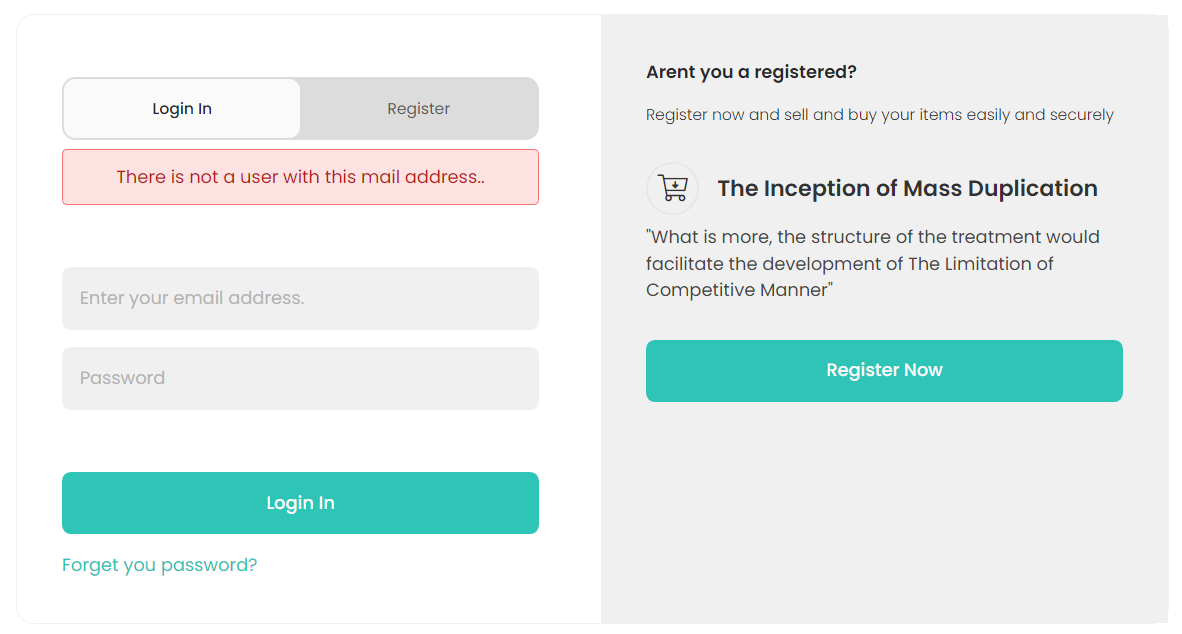 Login In
Register
There is not a user with this mail address..
Enter your email address.
Password
Login In
Forget you password?
Arent you a registered?
Register now and sell and buy your items easily and securely
The Inception of Mass Duplication
"What is more, the structure of the treatment would
facilitate the development of The Limitation of
Competitive Manner"
Register Now